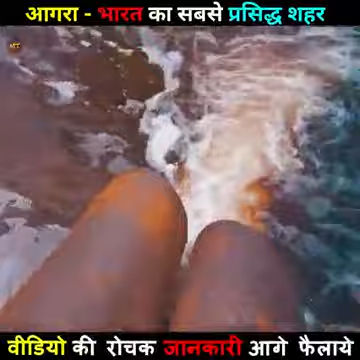 आगरा - भारत का सबसे प्रसिद्ध शहर
वीडियो की रोचक जानकारी आगे फैलाये